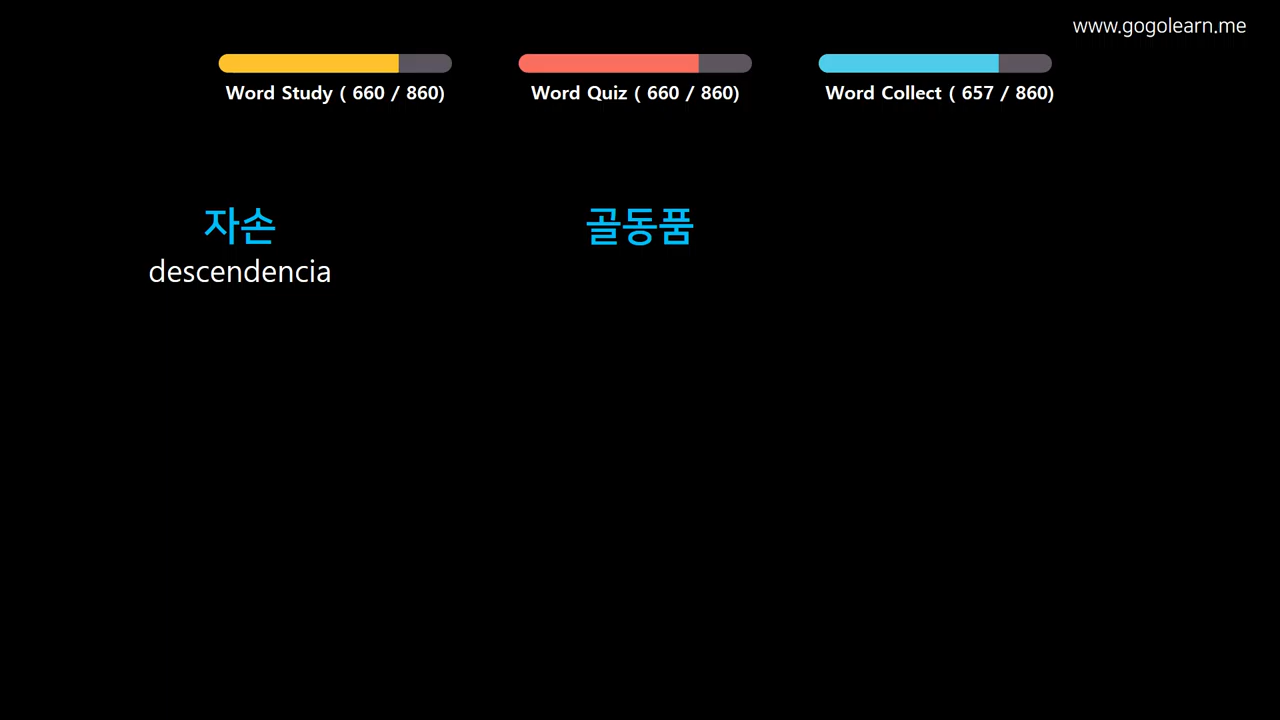 www.gogolearn.me
Word Study ( 660 / 860)
Word Quiz ( 660 / 860)
Word Collect ( 657 / 860)
자손
descendencia
골동품